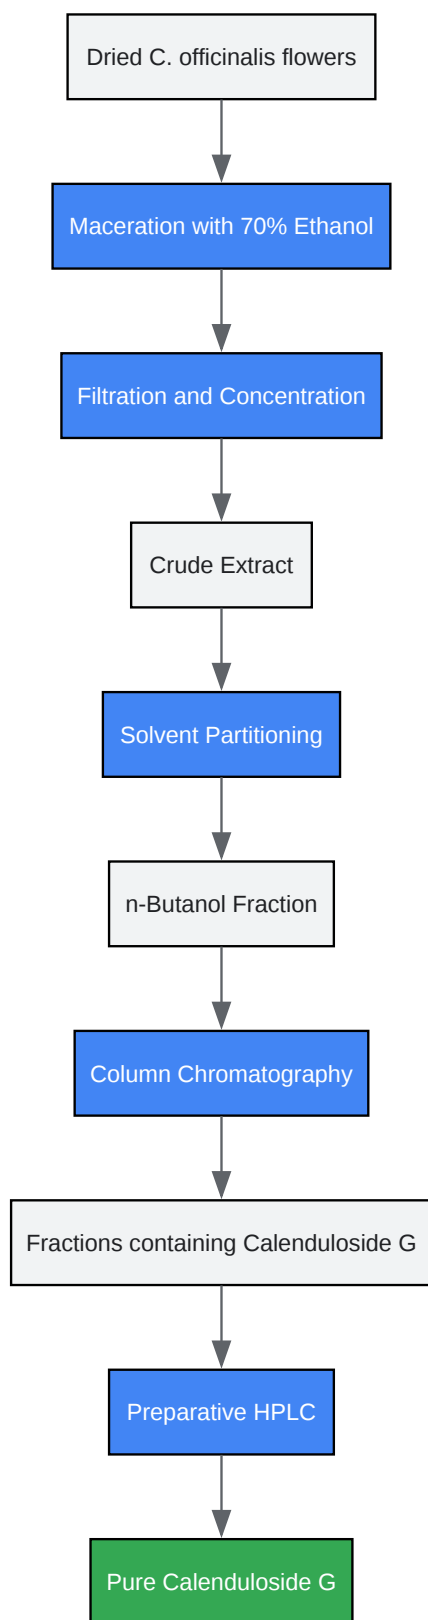 Dried C. officinalis flowers
Maceration with 70% Ethanol
Filtration and Concentration
Crude Extract
Solvent Partitioning
n-Butanol Fraction
Column Chromatography
Fractions containing Calenduloside G
Preparative HPLC
Pure Calenduloside G